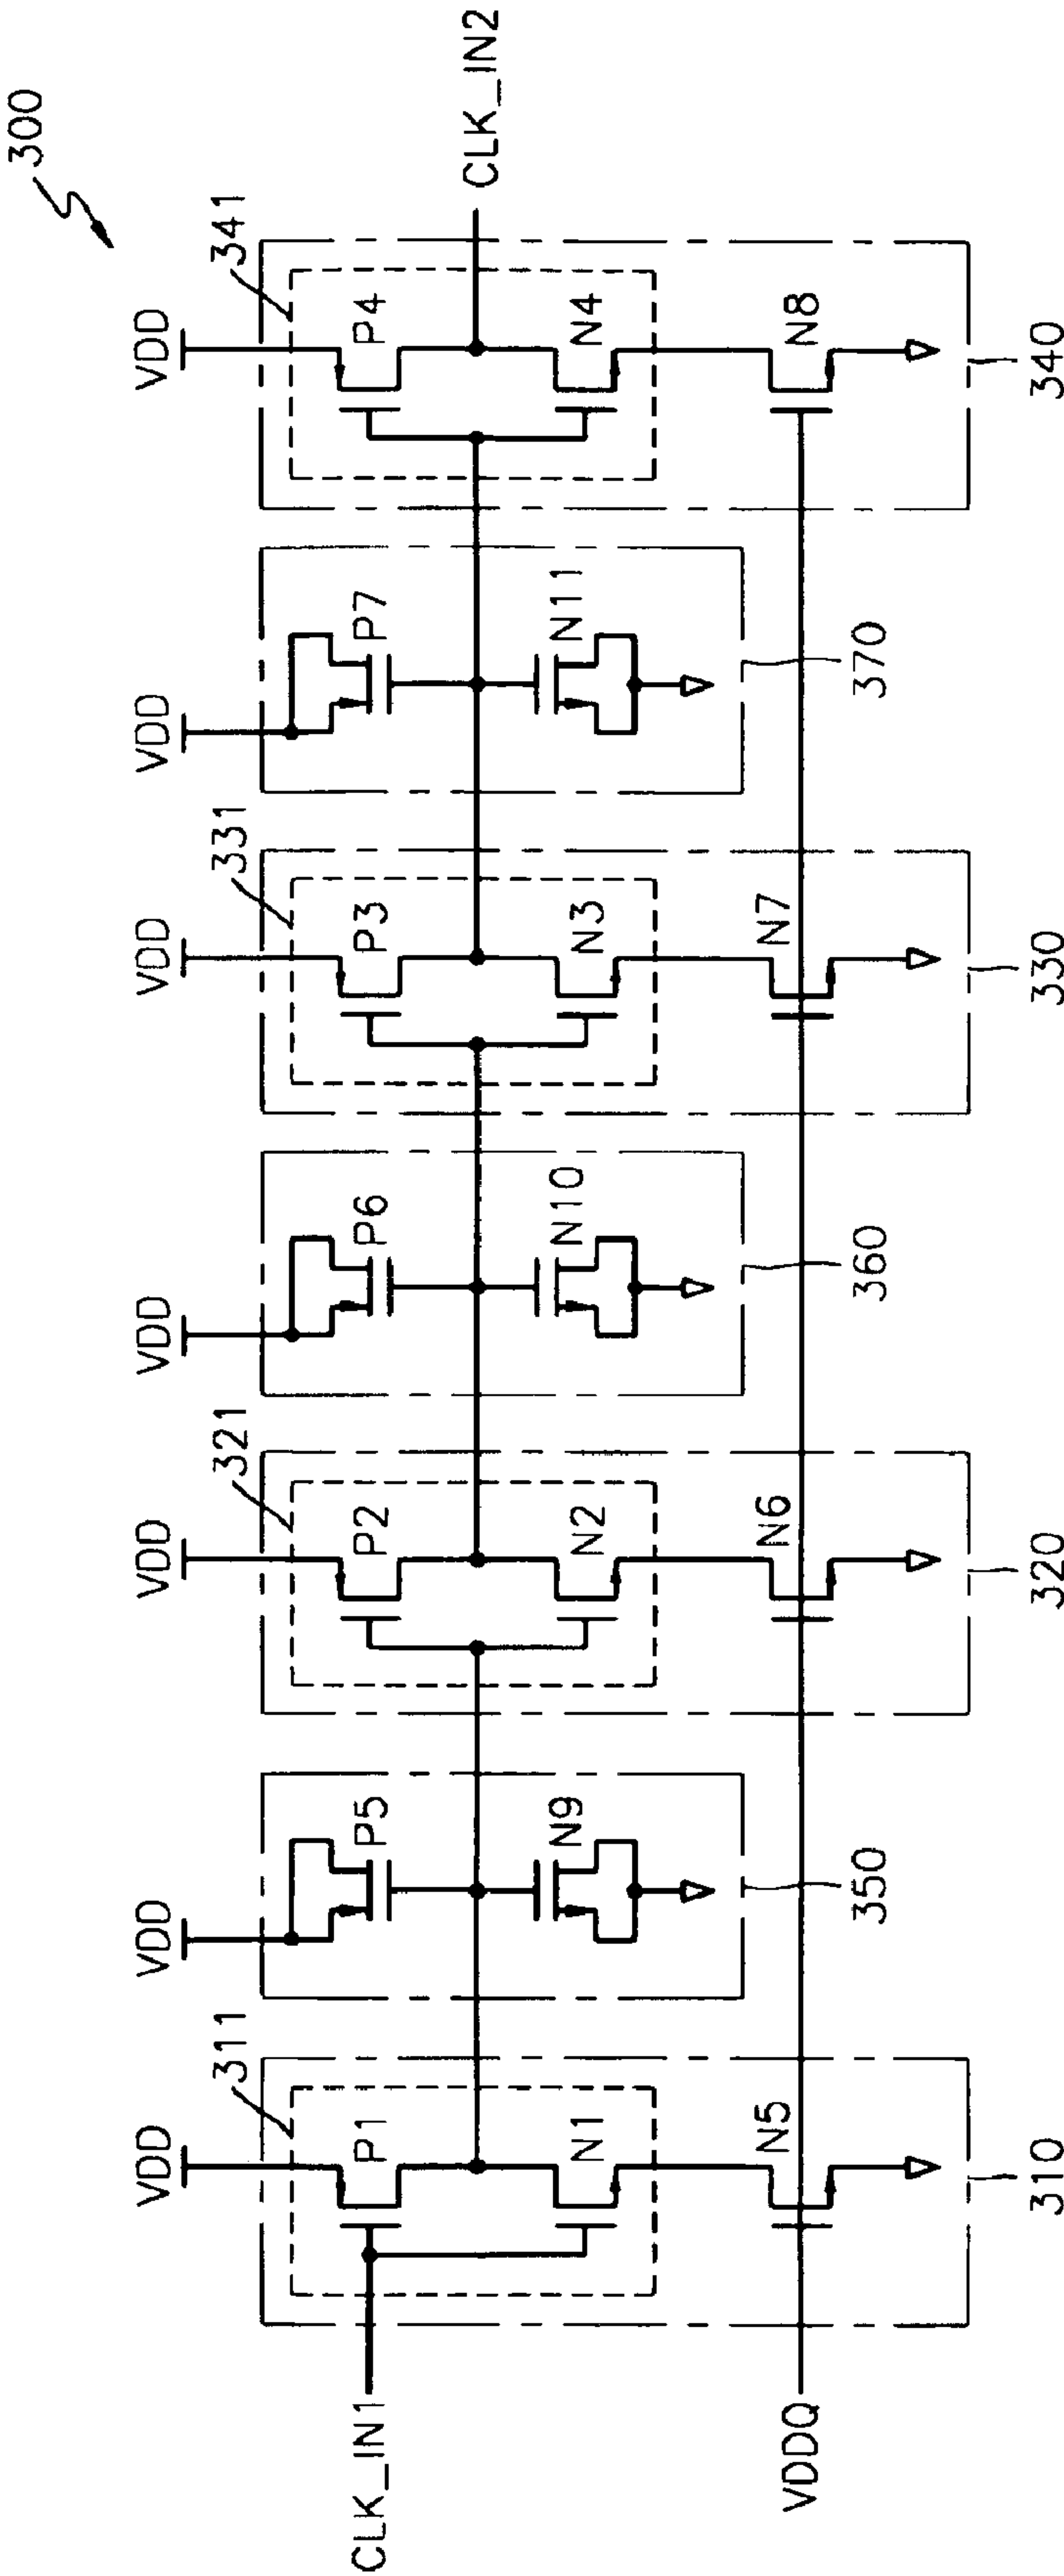 300
VDD
VDD
VDD
VDD
VDD
VDD
VDD
311
321
331
341
P1
P5
P2
P6
P3
P7
P4
CLK_IN1
CLK_IN2
N1
N9
N2
N10
N3
N11
N4
350
360
370
N5
N6
N7
N8
VDDQ
310
320
330
340